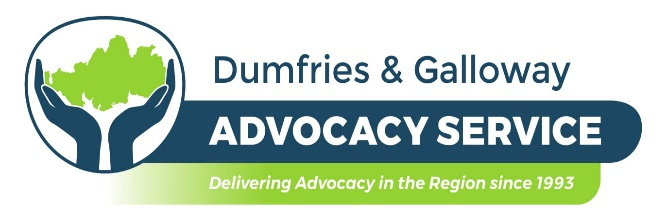 Dumfries & Galloway
ADVOCACY SERVICE
Delivering Advocacy in the Region since 1993